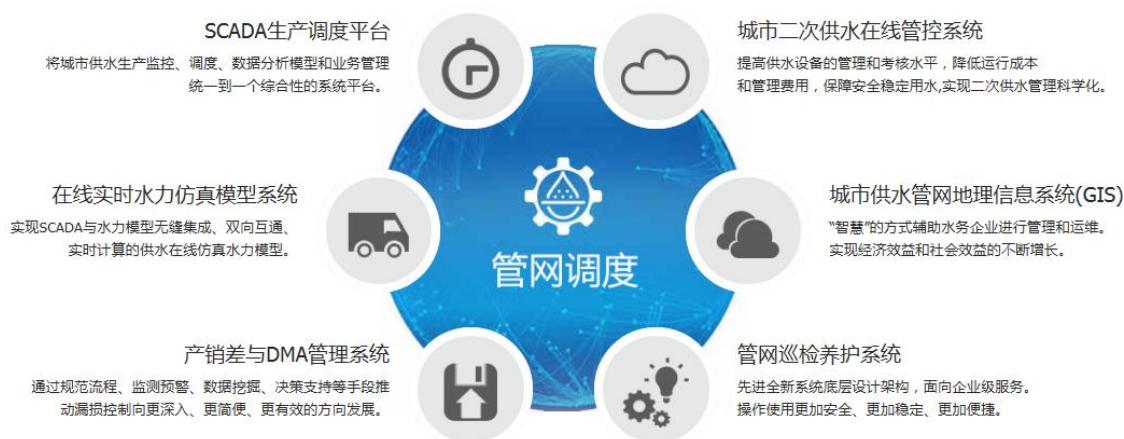 SCADA生产调度平台
将城市供水生产监控、调度、数据分析模型和业务管理
统一到一个综合性的系统平台。
城市二次供水在线管控系统
提高供水设备的管理和考核水平，降低运行成本
和管理费用，保障安全稳定用水,实现二次供水管理科学化。
在线实时水力仿真模型系统
实现SCADA与水力模型无缝集成、双向互通、
实时计算的供水在线仿真水力模型。
管网调度
城市供水管网地理信息系统(GIS)
“智慧”的方式辅助水务企业进行管理和运维。
实现经济效益和社会效益的不断增长。
产销差与DMA管理系统
通过规范流程、监测预警、数据挖掘、决策支持等手段推
动漏损控制向更深入、更简便、更有效的方向发展。
管网巡检养护系统
先进全新系统底层设计架构，面向企业级服务。
操作使用更加安全、更加稳定、更加便捷。